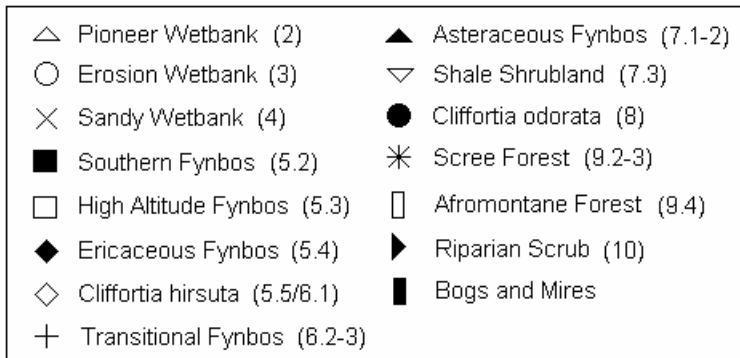 Pioneer Wetbank (2)
Erosion Wetbank (3)
Sandy Wetbank (4)
Southern Fynbos (5.2)
High Altitude Fynbos (5.3)
Ericaceous Fynbos (5.4)
Cliffortia hirsuta (5.5/6.1)
Transitional Fynbos (6.2-3)
Asteraceous Fynbos (7.1-2)
Shale Shrubland (7.3)
Cliffortia odorata (8)
Scree Forest (9.2-3)
Afromontane Forest (9.4)
Riparian Scrub (10)
Bogs and Mires